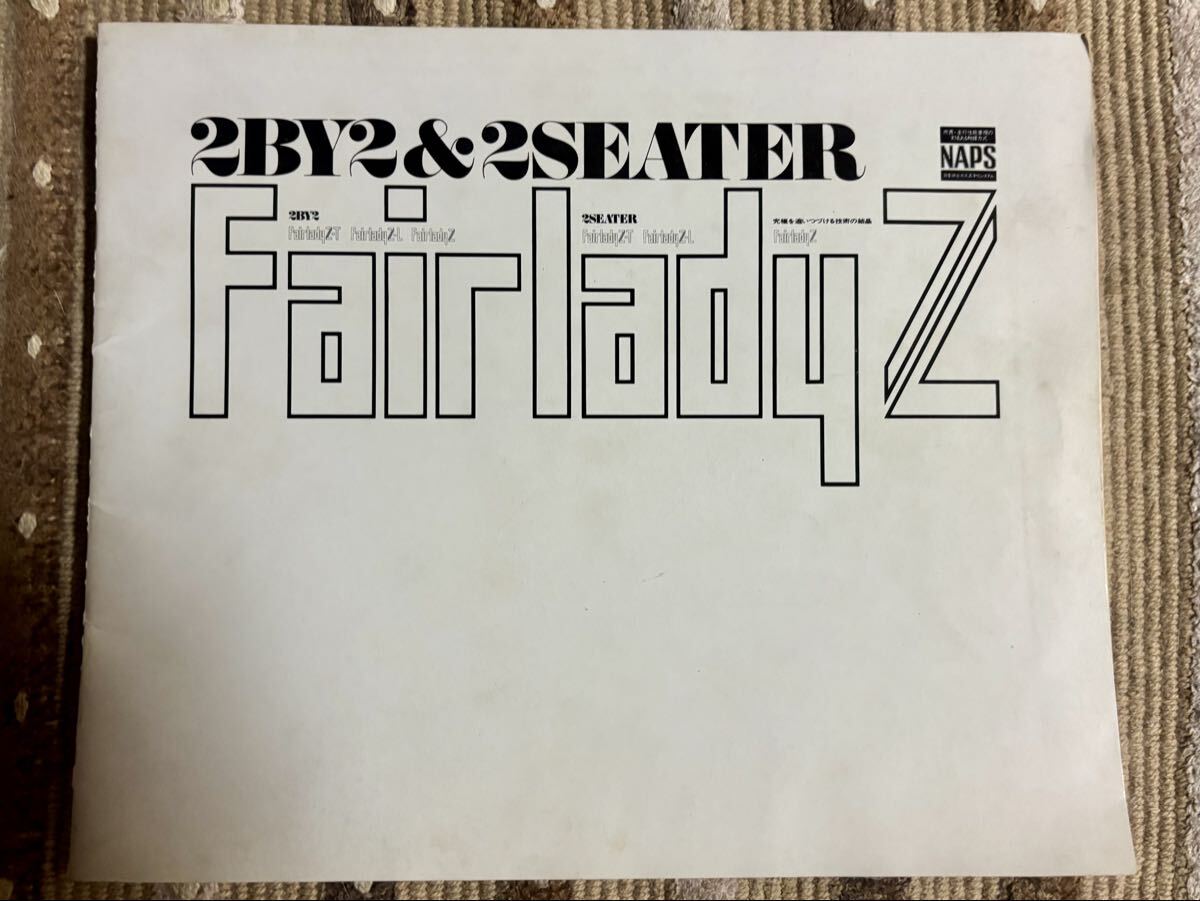 2BY2&2SEATER
NAPS
Fairlady Z
2BY2
FairladyZ-T FairladyZ-L FairladyZ
2SEATER
FairladyZ-T FairladyZ-L
究極を追いつづける技術の結晶
FairladyZ